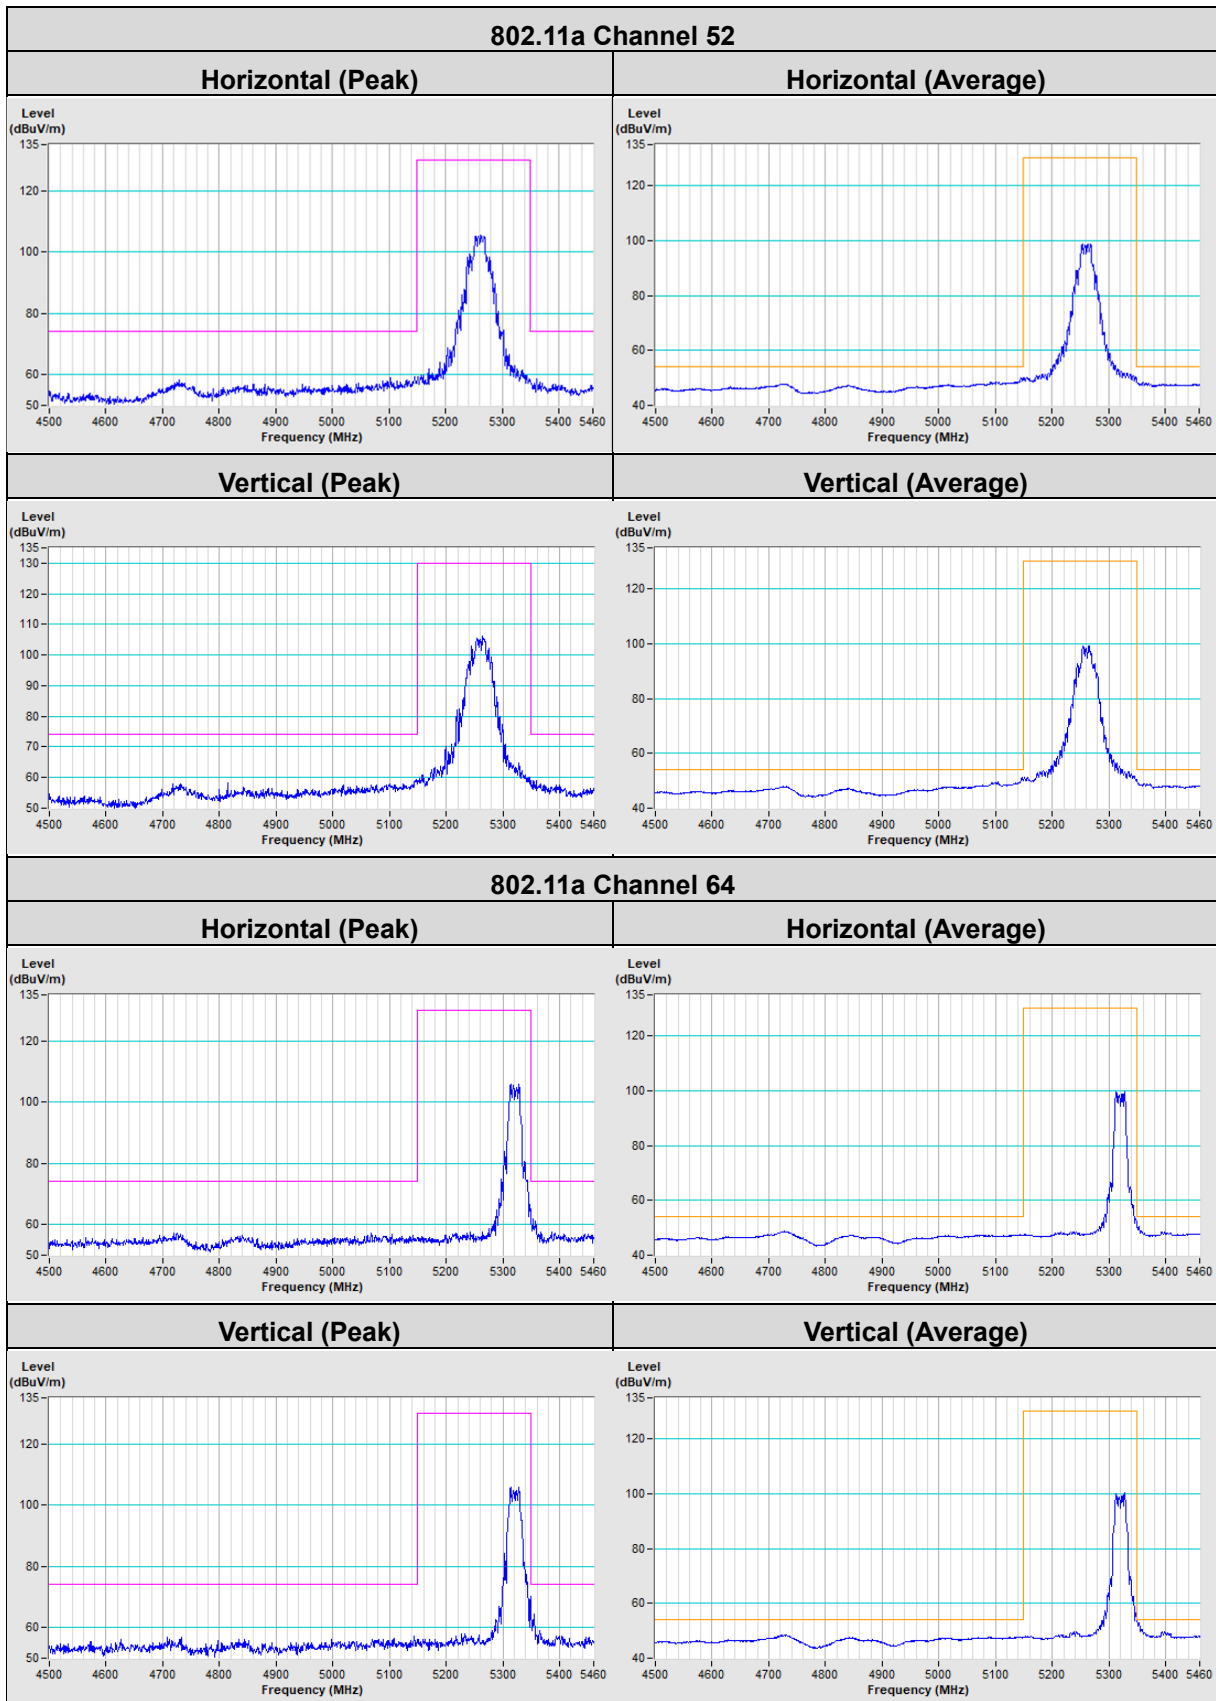 802.11a Channel 52
Horizontal (Peak) Horizontal (Average)
Level Level
(dBuV/m) (dBuV/m)
135 135
120 120
100 100
80 80
60 60
50 40
4500 4600 4700 4800 4900 5000 5100 5200 5300 5400 5460 4500 4600 4700 4800 4900 5000 5100 5200 5300 5400 5460
Frequency (MHz) Frequency (MHz)
Vertical (Peak) Vertical (Average)
Level Level
(dBuV/m) (dBuV/m)
135 135
130
120 120
110
100 100
90
80 80
70
60 60
50 40
4500 4600 4700 4800 4900 5000 5100 5200 5300 5400 5460 4500 4600 4700 4800 4900 5000 5100 5200 5300 5400 5460
Frequency (MHz) Frequency (MHz)
802.11a Channel 64
Horizontal (Peak) Horizontal (Average)
Level Level
(dBuV/m) (dBuV/m)
135 135
120 120
100 100
80 80
60 60
50 40
4500 4600 4700 4800 4900 5000 5100 5200 5300 5400 5460 4500 4600 4700 4800 4900 5000 5100 5200 5300 5400 5460
Frequency (MHz) Frequency (MHz)
Vertical (Peak) Vertical (Average)
Level Level
(dBuV/m) (dBuV/m)
135 135
120 120
100 100
80 80
60 60
50 40
4500 4600 4700 4800 4900 5000 5100 5200 5300 5400 5460 4500 4600 4700 4800 4900 5000 5100 5200 5300 5400 5460
Frequency (MHz) Frequency (MHz)